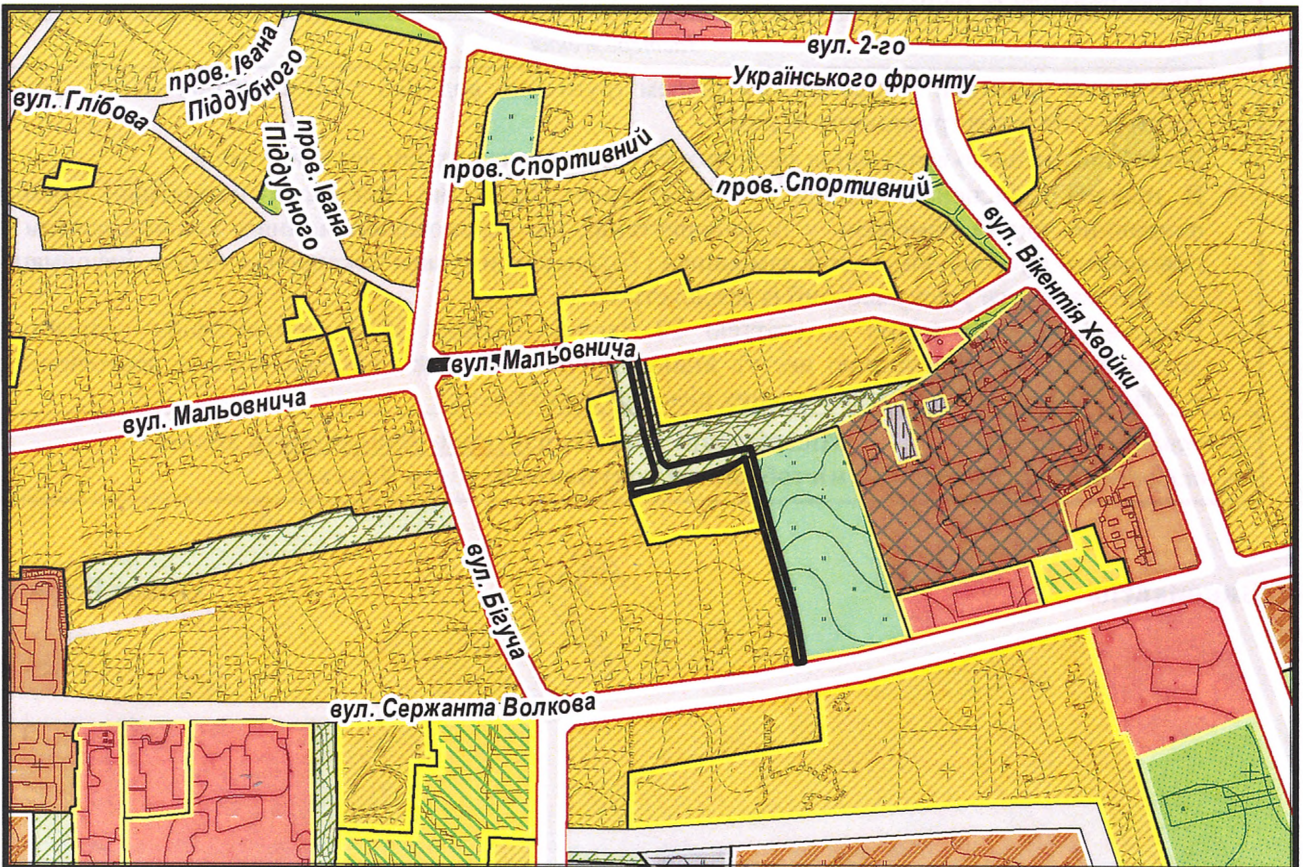 вул. 2-го
Українського фронту
пров. Івана
Піддубного
вул. Глібова
пров. Івана
Піддубного
пров. Спортивний
пров. Спортивний
вул. Вікентія Хвойки
вул. Мальовнича
вул. Мальовнича
вул. Бігуча
вул. Сержанта Волкова